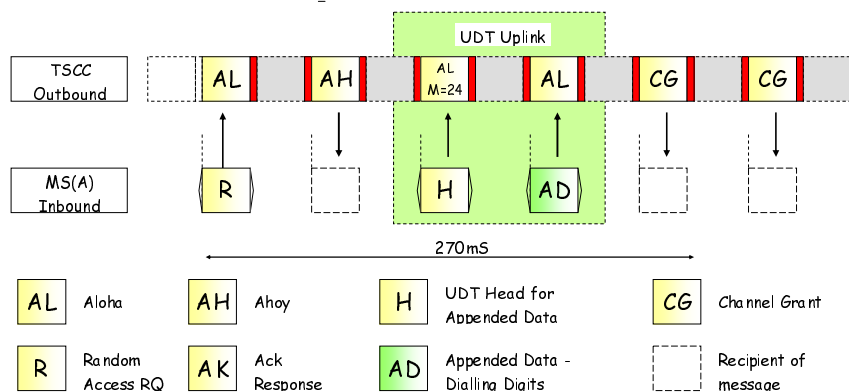 UDT Uplink
TSCC
Outbound
AL
AH
AL
M=24
AL
CG
CG
MS(A)
Inbound
R
H
AD
270mS
AL
Aloha
AH
Ahoy
H
UDT Head for
Appended Data
CG
Channel Grant
R
Random
Access RQ
AK
Ack
Response
AD
Appended Data -
Dialling Digits
Recipient of
message